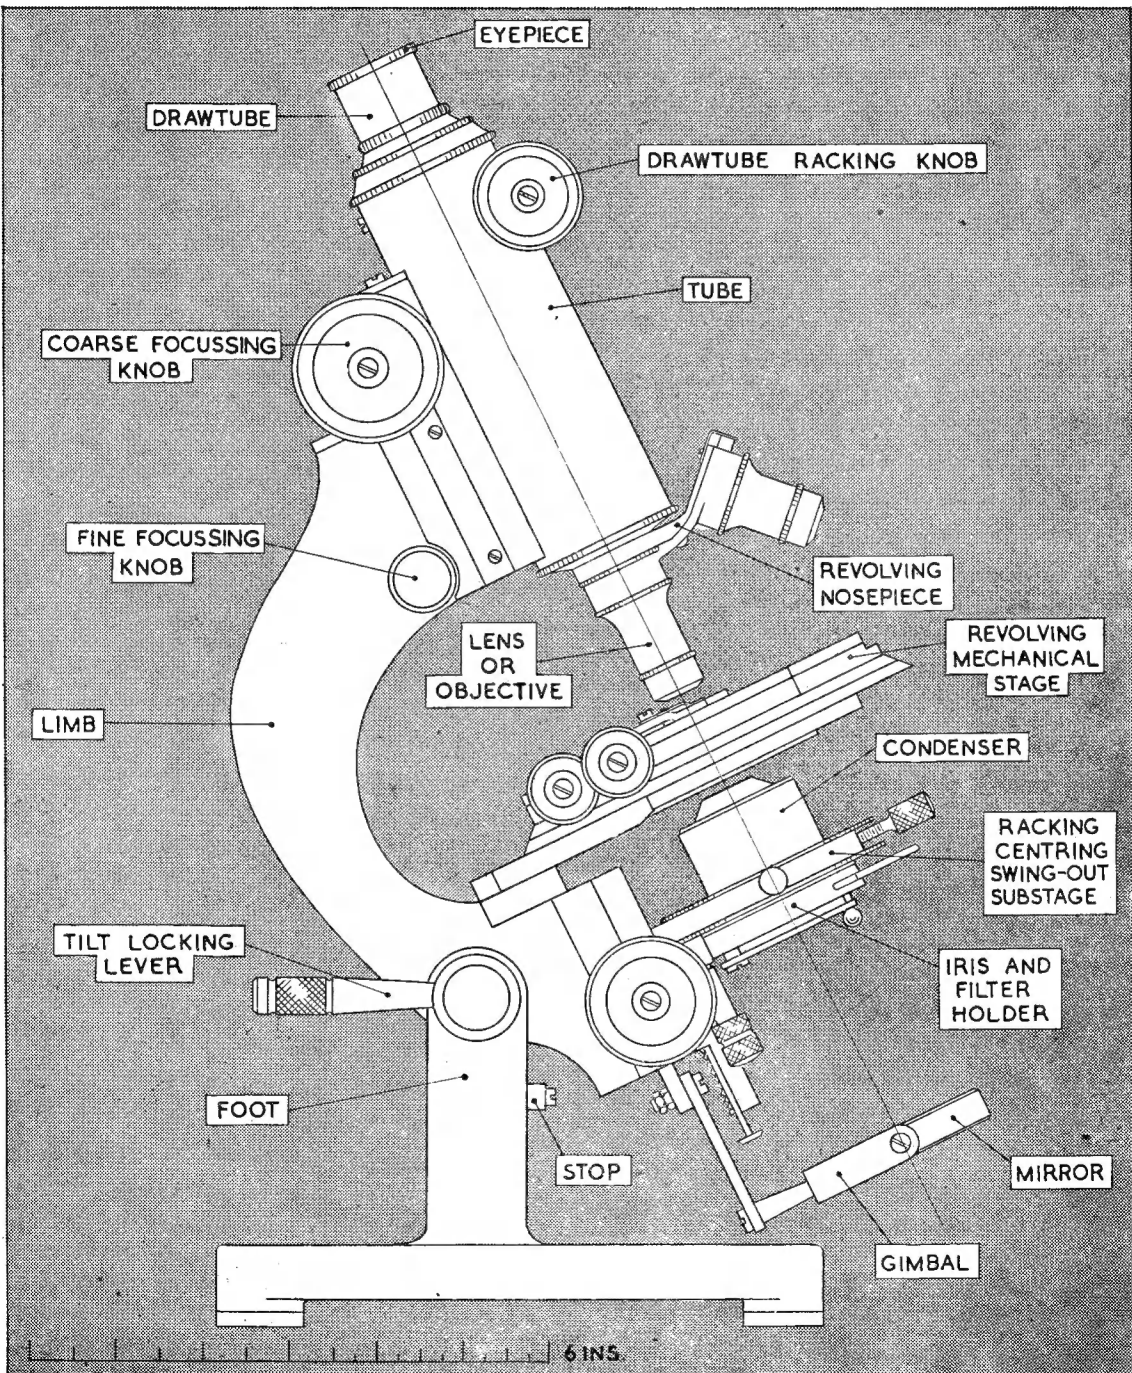 EYEPIECE
DRAWTUBE
DRAWTUBE RACKING KNOB
TUBE
COARSE FOCUSSING
KNOB
FINE FOCUSSING
KNOB
REVOLVING
NOSEPIECE
LENS
OR
OBJECTIVE
REVOLVING
MECHANICAL
STAGE
LIMB
CONDENSER
RACKING
CENTRING
SWING-OUT
SUBSTAGE
TILT LOCKING
LEVER
IRIS AND
FILTER
HOLDER
FOOT
STOP
MIRROR
GIMBAL
6 INS.